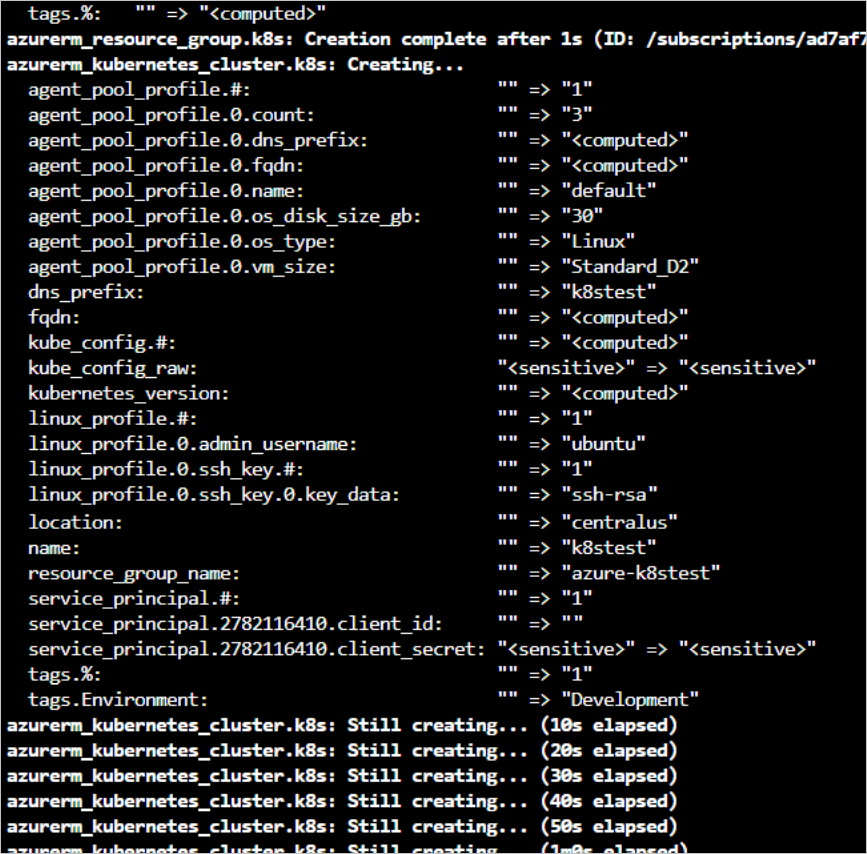 tags.%: "" => "<computed>"
azurerm_resource_group.k8s: Creation complete after 1s (ID: /subscriptions/ad7af7
azurerm_kubernetes_cluster.k8s: Creating...
agent_pool_profile.#: "" => "1"
agent_pool_profile.0.count: "" => "3"
agent_pool_profile.0.dns_prefix: "" => "<computed>"
agent_pool_profile.0.fqdn: "" => "<computed>"
agent_pool_profile.0.name: "" => "default"
agent_pool_profile.0.os_disk_size_gb: "" => "30"
agent_pool_profile.0.os_type: "" => "Linux"
agent_pool_profile.0.vm_size: "" => "Standard_D2"
dns_prefix: "" => "k8stest"
fqdn: "" => "<computed>"
kube_config.#: "" => "<computed>"
kube_config_raw: "<sensitive>" => "<sensitive>"
kubernetes_version: "" => "<computed>"
linux_profile.#: "" => "1"
linux_profile.0.admin_username: "" => "ubuntu"
linux_profile.0.ssh_key.#: "" => "1"
linux_profile.0.ssh_key.0.key_data: "" => "ssh-rsa"
location: "" => "centralus"
name: "" => "k8stest"
resource_group_name: "" => "azure-k8stest"
service_principal.#: "" => "1"
service_principal.2782116410.client_id: "" => ""
service_principal.2782116410.client_secret: "<sensitive>" => "<sensitive>"
tags.%: "" => "1"
tags.Environment: "" => "Development"
azurerm_kubernetes_cluster.k8s: Still creating... (10s elapsed)
azurerm_kubernetes_cluster.k8s: Still creating... (20s elapsed)
azurerm_kubernetes_cluster.k8s: Still creating... (30s elapsed)
azurerm_kubernetes_cluster.k8s: Still creating... (40s elapsed)
azurerm_kubernetes_cluster.k8s: Still creating... (50s elapsed)
azurerm_kubernetes_cluster.k8s: Still creating... (1m0s elapsed)